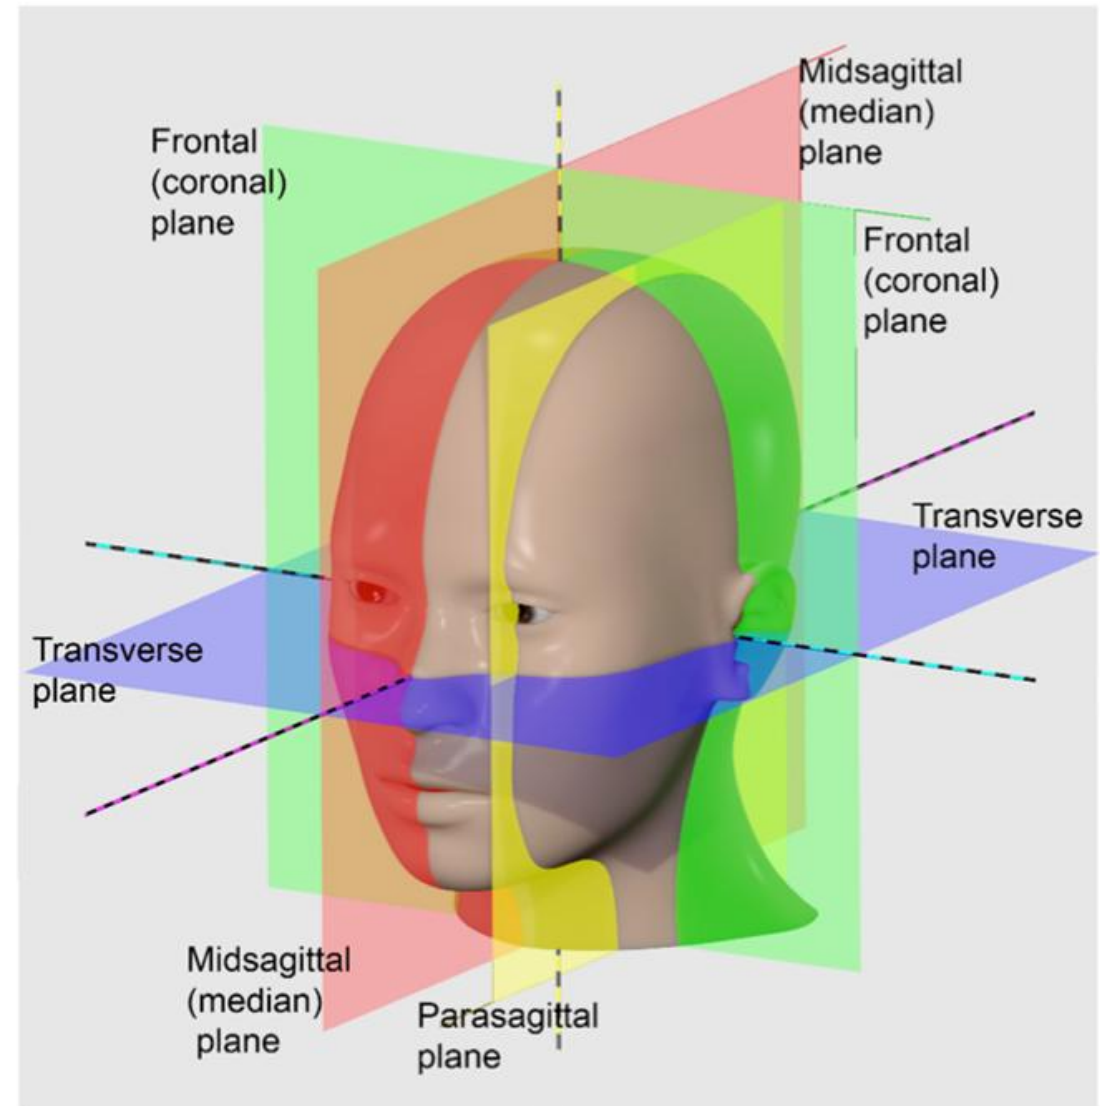 Midsagittal
(median)
plane
Frontal
(coronal)
plane
Frontal
(coronal)
plane
Transverse
plane
Transverse
plane
Midsagittal
(median)
plane
Parasagittal
plane